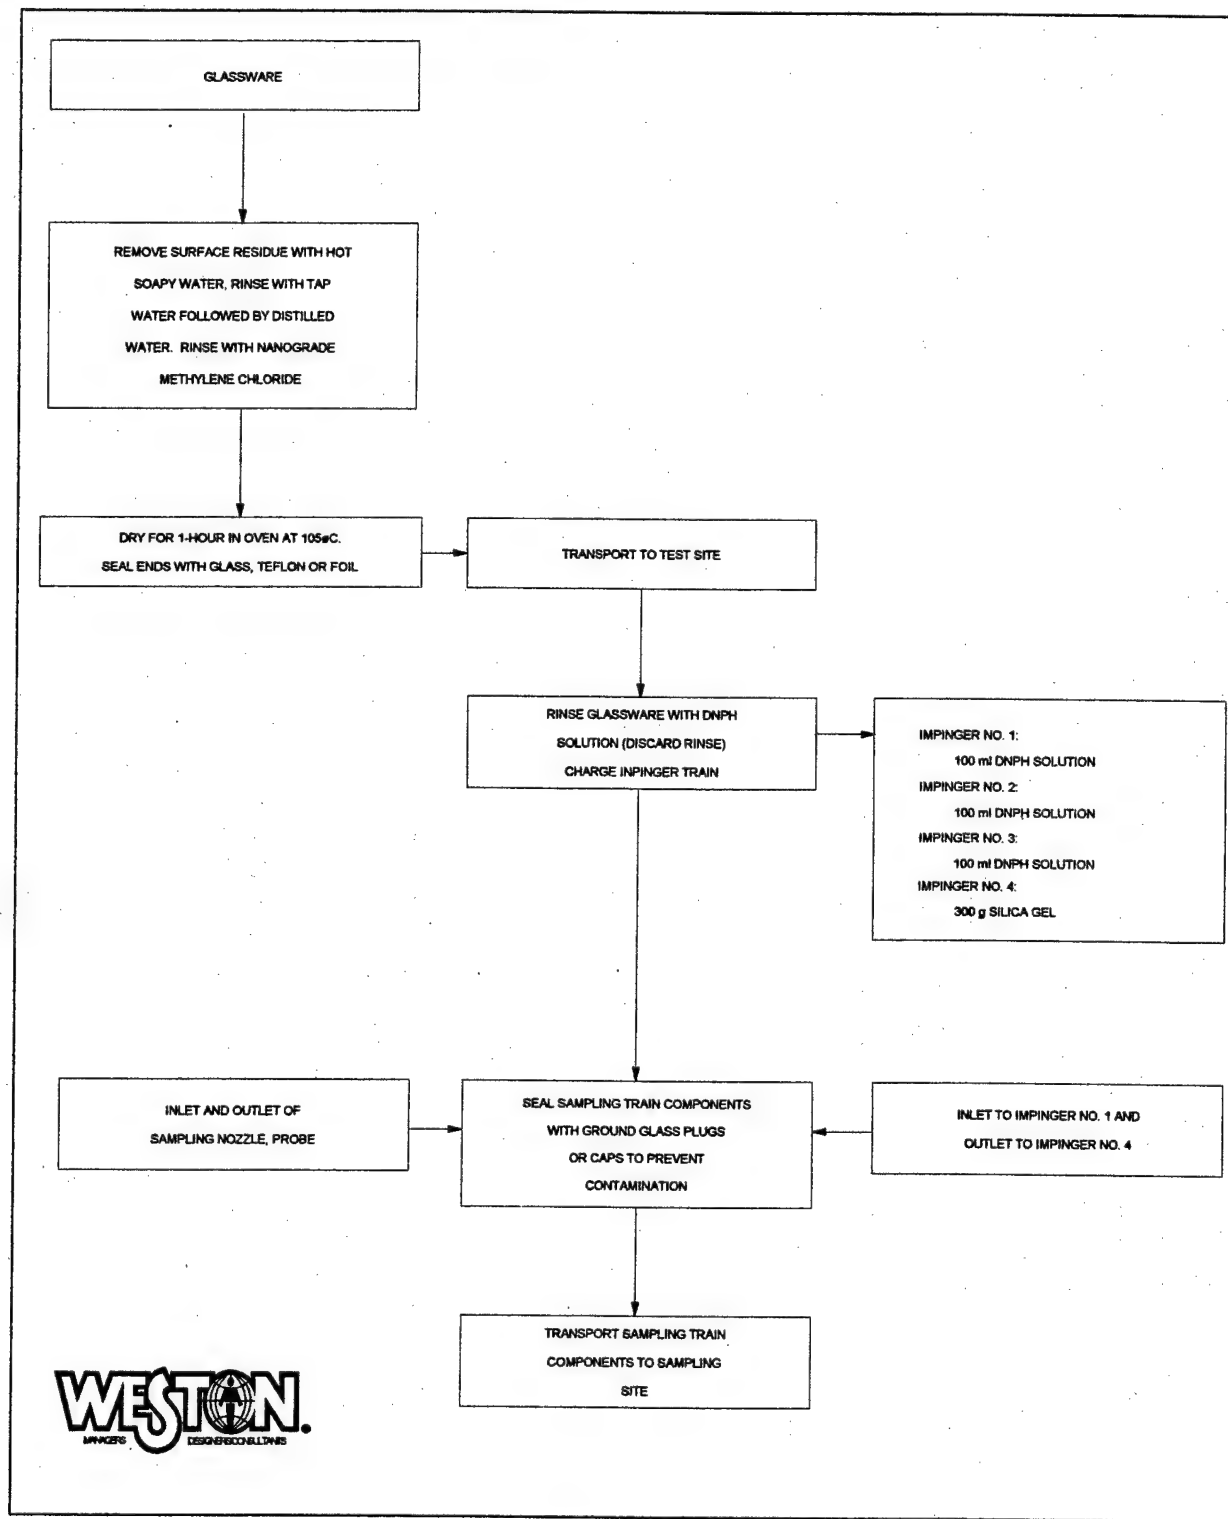 GLASSWARE
REMOVE SURFACE RESIDUE WITH HOT
SOAPY WATER, RINSE WITH TAP
WATER FOLLOWED BY DISTILLED
WATER. RINSE WITH NANOGRADE
METHYLENE CHLORIDE
DRY FOR 1-HOUR IN OVEN AT 105øC.
SEAL ENDS WITH GLASS, TEFLON OR FOIL
TRANSPORT TO TEST SITE
RINSE GLASSWARE WITH DNPH
SOLUTION (DISCARD RINSE)
CHARGE INPINGER TRAIN
IMPINGER NO. 1:
100 ml DNPH SOLUTION
IMPINGER NO. 2:
100 ml DNPH SOLUTION
IMPINGER NO. 3:
100 ml DNPH SOLUTION
IMPINGER NO. 4:
300 g SILICA GEL
INLET AND OUTLET OF
SAMPLING NOZZLE, PROBE
SEAL SAMPLING TRAIN COMPONENTS
WITH GROUND GLASS PLUGS
OR CAPS TO PREVENT
CONTAMINATION
INLET TO IMPINGER NO. 1 AND
OUTLET TO IMPINGER NO. 4
TRANSPORT SAMPLING TRAIN
COMPONENTS TO SAMPLING
SITE
WESTON.
MANAGERS DESIGNERS/CONSULTANTS